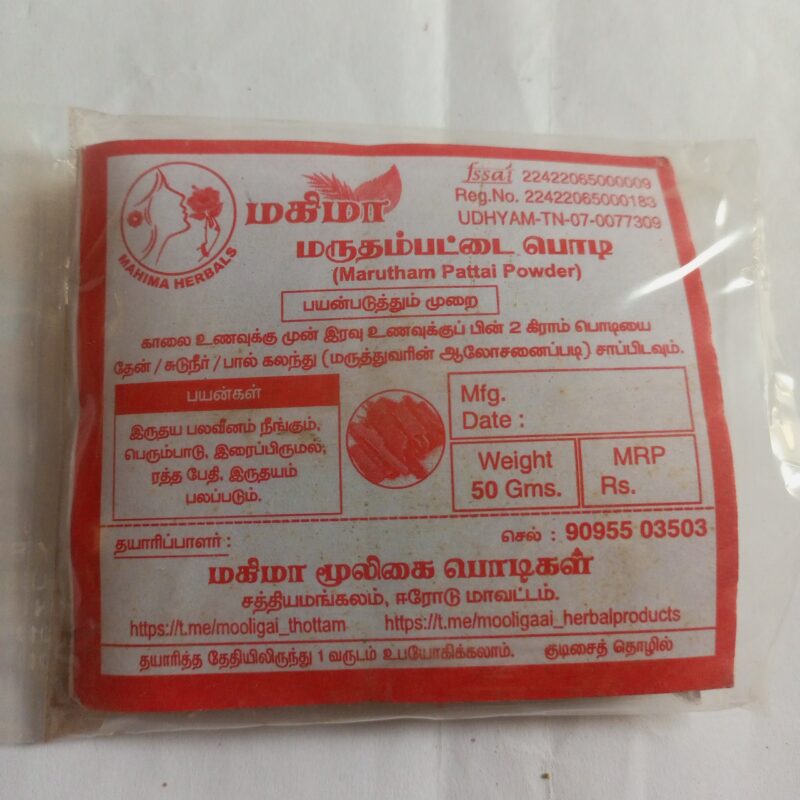 fssai 22422065000009
Reg.No. 22422065000183
UDHYAM-TN-07-0077309
MAHIMA HERBALS
மகிமா
மருதம்பட்டை பொடி
(Marutham Pattai Powder)
பயன்படுத்தும் முறை
காலை உணவுக்கு முன் இரவு உணவுக்குப் பின் 2 கிராம் பொடியை
தேன் / சுடுநீர் / பால் கலந்து (மருத்துவரின் ஆலோசனைப்படி) சாப்பிடவும்.
பயன்கள்
இருதய பலவீனம் நீங்கும்,
பெரும்பாடு, இரைப்பிருமல்,
ரத்த பேதி, இருதயம்
பலப்படும்.
Mfg.
Date :
Weight
50 Gms.
MRP
Rs.
தயாரிப்பாளர் :
செல் : 90955 03503
மகிமா மூலிகை பொடிகள்
சத்தியமங்கலம், ஈரோடு மாவட்டம்.
https://t.me/mooligai_thottam https://t.me/mooligaai_herbalproducts
தயாரித்த தேதியிலிருந்து 1 வருடம் உபயோகிக்கலாம். குடிசைத் தொழில்